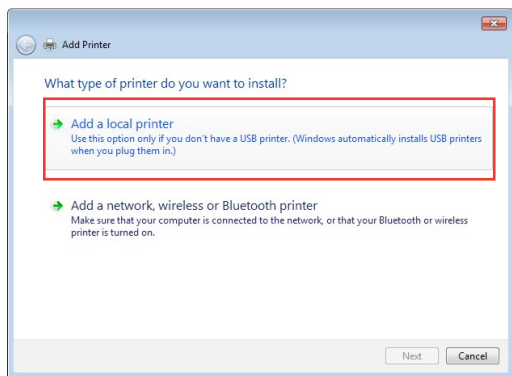 Add Printer
What type of printer do you want to install?
Add a local printer
Use this option only if you don't have a USB printer. (Windows automatically installs USB printers
when you plug them in.)
Add a network, wireless or Bluetooth printer
Make sure that your computer is connected to the network, or that your Bluetooth or wireless
printer is turned on.
Next Cancel